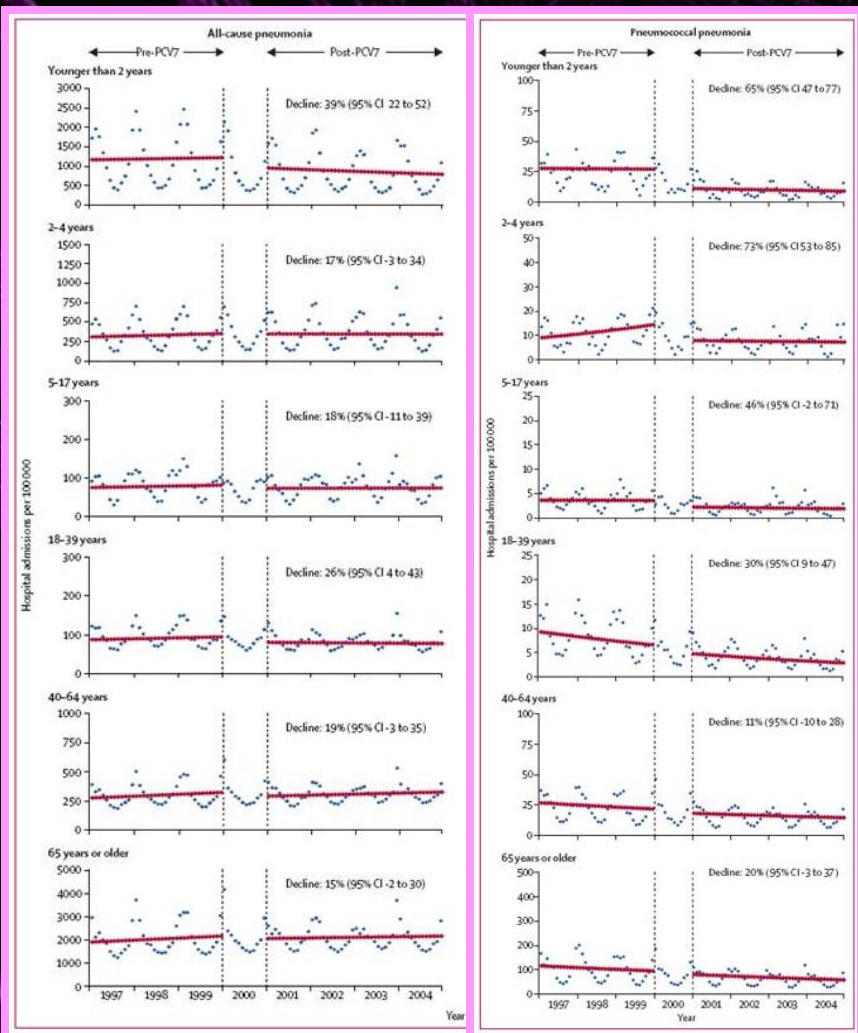 All-cause pneumonia
Pre-PCV7
Post-PCV7
Younger than 2 years
3000
2500
2000
1500
1000
500
0
Decline: 39% (95% CI 22 to 52)
2–4 years
1500
1250
1000
750
500
250
0
Decline: 17% (95% CI -3 to 34)
5–17 years
300
200
100
0
Decline: 18% (95% CI -11 to 39)
18–39 years
300
200
100
0
Decline: 26% (95% CI 4 to 43)
40–64 years
1000
750
500
250
0
Decline: 19% (95% CI -3 to 35)
65 years or older
5000
4000
3000
2000
1000
0
Decline: 15% (95% CI -2 to 30)
Hospital admissions per 100 000
1997 1998 1999 2000 2001 2002 2003 2004
Year
Pneumococcal pneumonia
Pre-PCV7
Post-PCV7
Younger than 2 years
100
75
50
25
0
Decline: 65% (95% CI 47 to 77)
2–4 years
50
40
30
20
10
0
Decline: 73% (95% CI 53 to 85)
5–17 years
25
20
15
10
5
0
Decline: 46% (95% CI -2 to 71)
18–39 years
25
20
15
10
5
0
Decline: 30% (95% CI 9 to 47)
40–64 years
100
75
50
25
0
Decline: 11% (95% CI -10 to 28)
65 years or older
500
400
300
200
100
0
Decline: 20% (95% CI -3 to 37)
Hospital admissions per 100 000
1997 1998 1999 2000 2001 2002 2003 2004
Year